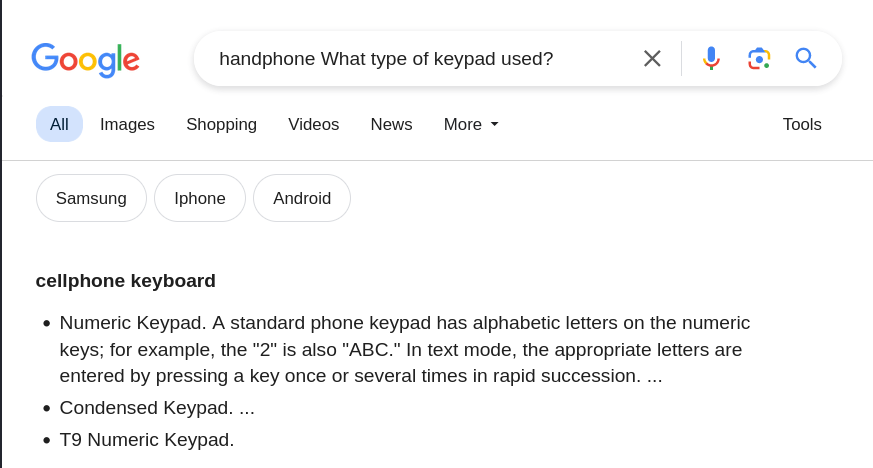 Google
handphone What type of keypad used?
All Images Shopping Videos News More Tools
Samsung Iphone Android
cellphone keyboard
• Numeric Keypad. A standard phone keypad has alphabetic letters on the numeric
keys; for example, the "2" is also "ABC." In text mode, the appropriate letters are
entered by pressing a key once or several times in rapid succession. ...
• Condensed Keypad. ...
• T9 Numeric Keypad.